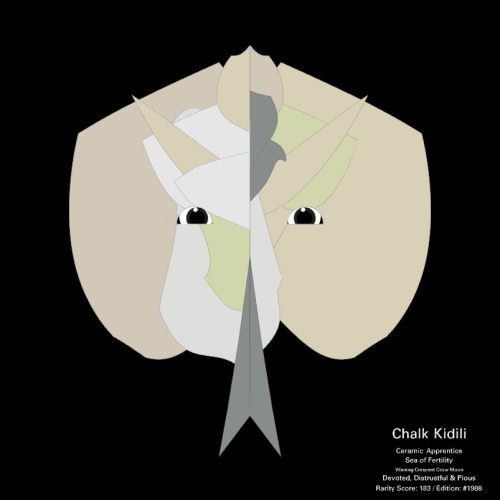 Chalk Kidili
Ceramic Apprentice
Sea of Fertility
Waning Crescent Crow Moon
Devoted, Distrustful & Pious
Rarity Score: 183 / Edition: #1988